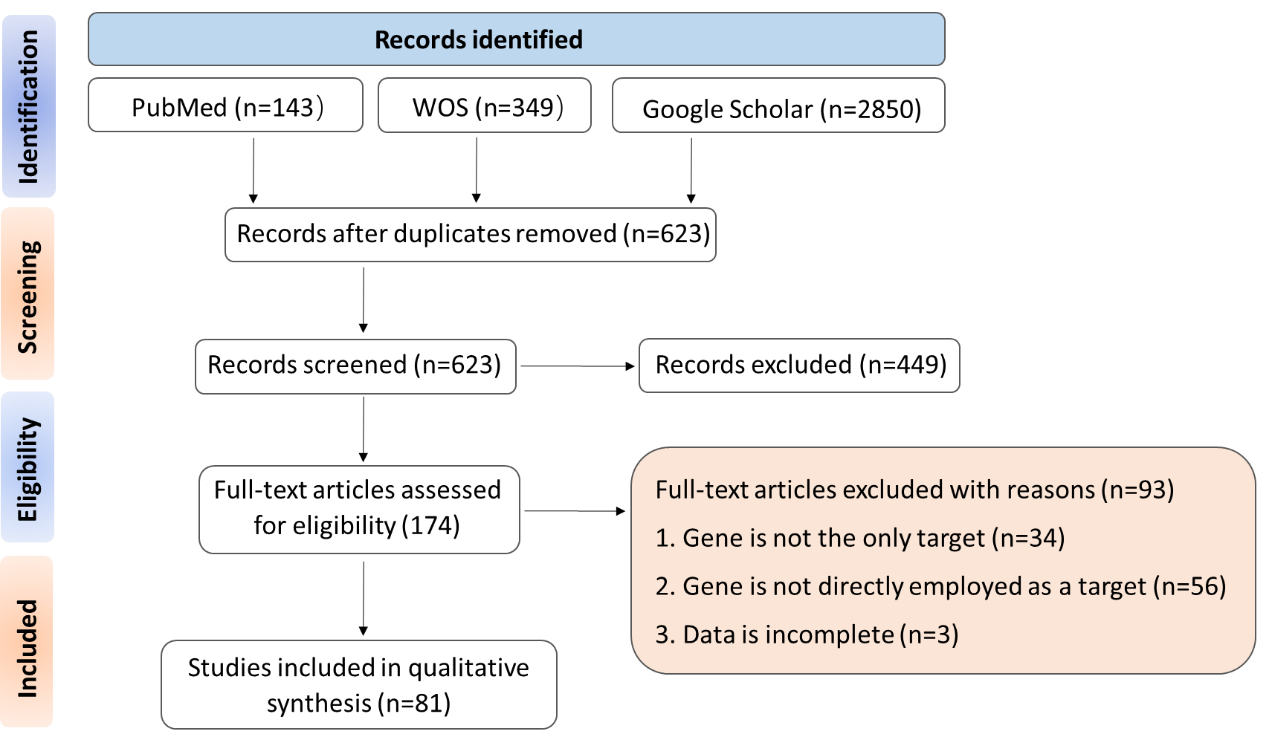 Identification
Records identified
PubMed (n=143）
WOS (n=349）
Google Scholar (n=2850)
Screening
Records after duplicates removed (n=623)
Records screened (n=623)
Records excluded (n=449)
Eligibility
Full-text articles assessed
for eligibility (174)
Full-text articles excluded with reasons (n=93)
1. Gene is not the only target (n=34)
2. Gene is not directly employed as a target (n=56)
3. Data is incomplete (n=3)
Included
Studies included in qualitative
synthesis (n=81)